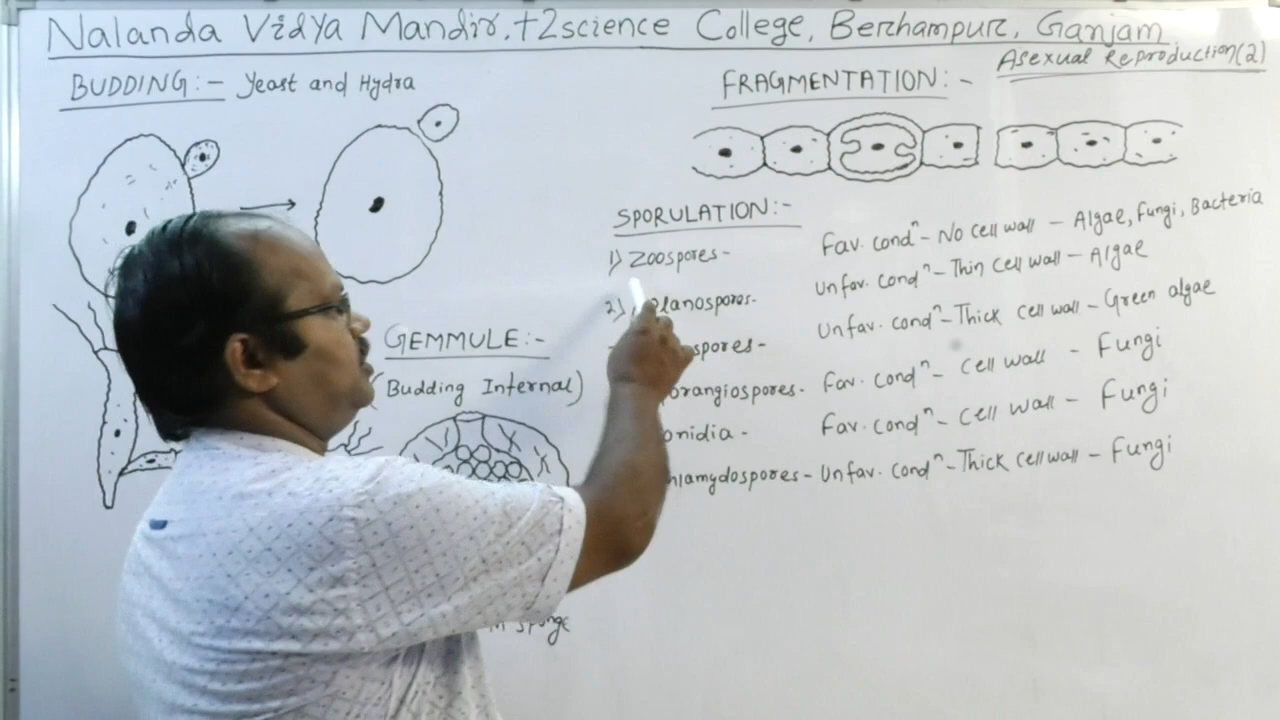 Nalanda Vidya Mandir, +2science College, Berhampur, Ganjam
Asexual Reproduction(2)
BUDDING:- Yeast and Hydra
FRAGMENTATION:-
SPORULATION:-
1) Zoospores- Fav. condⁿ- No cell wall - Algae, Fungi, Bacteria
2) lanospores- Unfav. condⁿ- Thin cell wall - Algae
spores- Unfav. condⁿ- Thick cell wall - Green algae
orangiospores- Fav. condⁿ- cell wall - Fungi
onidia- Fav. condⁿ- cell wall - Fungi
hlamydospores- Unfav. condⁿ- Thick cell wall - Fungi
GEMMULE:-
(Budding Internal)
in sponge